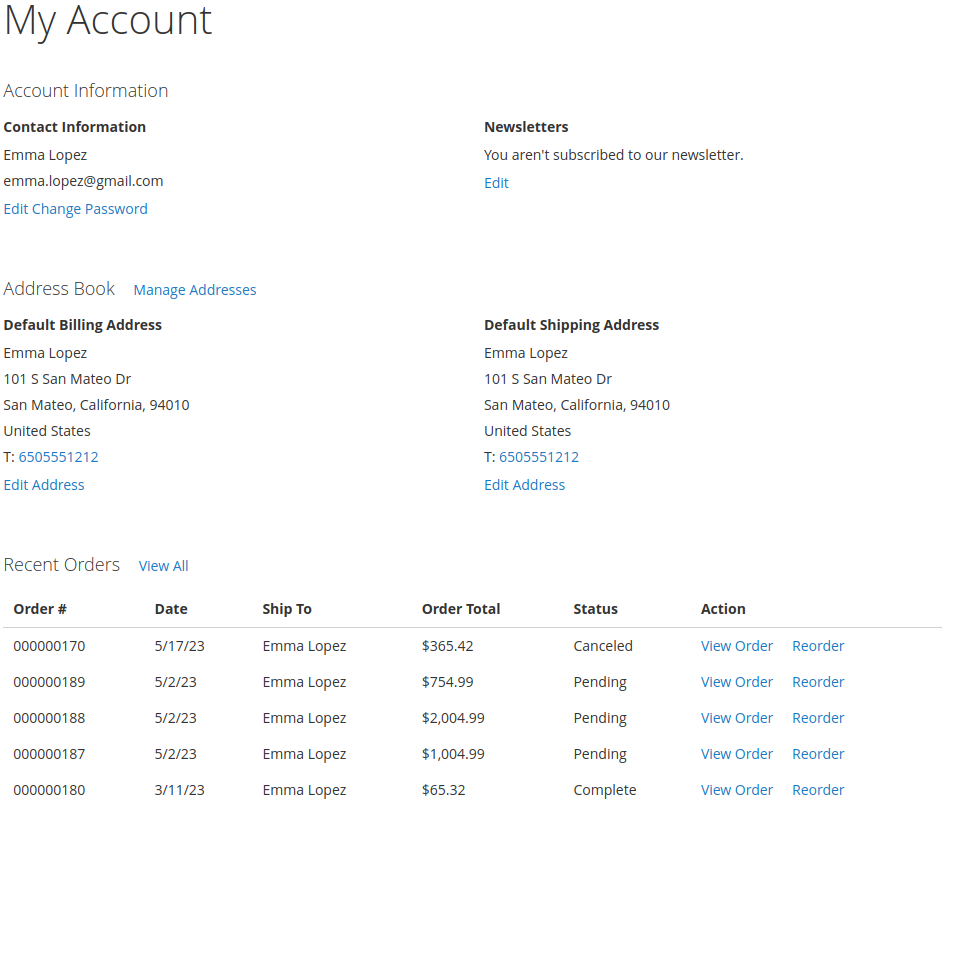 My Account
Account Information
Contact Information
Emma Lopez
emma.lopez@gmail.com
Edit Change Password
Newsletters
You aren't subscribed to our newsletter.
Edit
Address Book Manage Addresses
Default Billing Address
Emma Lopez
101 S San Mateo Dr
San Mateo, California, 94010
United States
T: 6505551212
Edit Address
Default Shipping Address
Emma Lopez
101 S San Mateo Dr
San Mateo, California, 94010
United States
T: 6505551212
Edit Address
Recent Orders View All
Order # Date Ship To Order Total Status Action
000000170 5/17/23 Emma Lopez $365.42 Canceled View Order Reorder
000000189 5/2/23 Emma Lopez $754.99 Pending View Order Reorder
000000188 5/2/23 Emma Lopez $2,004.99 Pending View Order Reorder
000000187 5/2/23 Emma Lopez $1,004.99 Pending View Order Reorder
000000180 3/11/23 Emma Lopez $65.32 Complete View Order Reorder